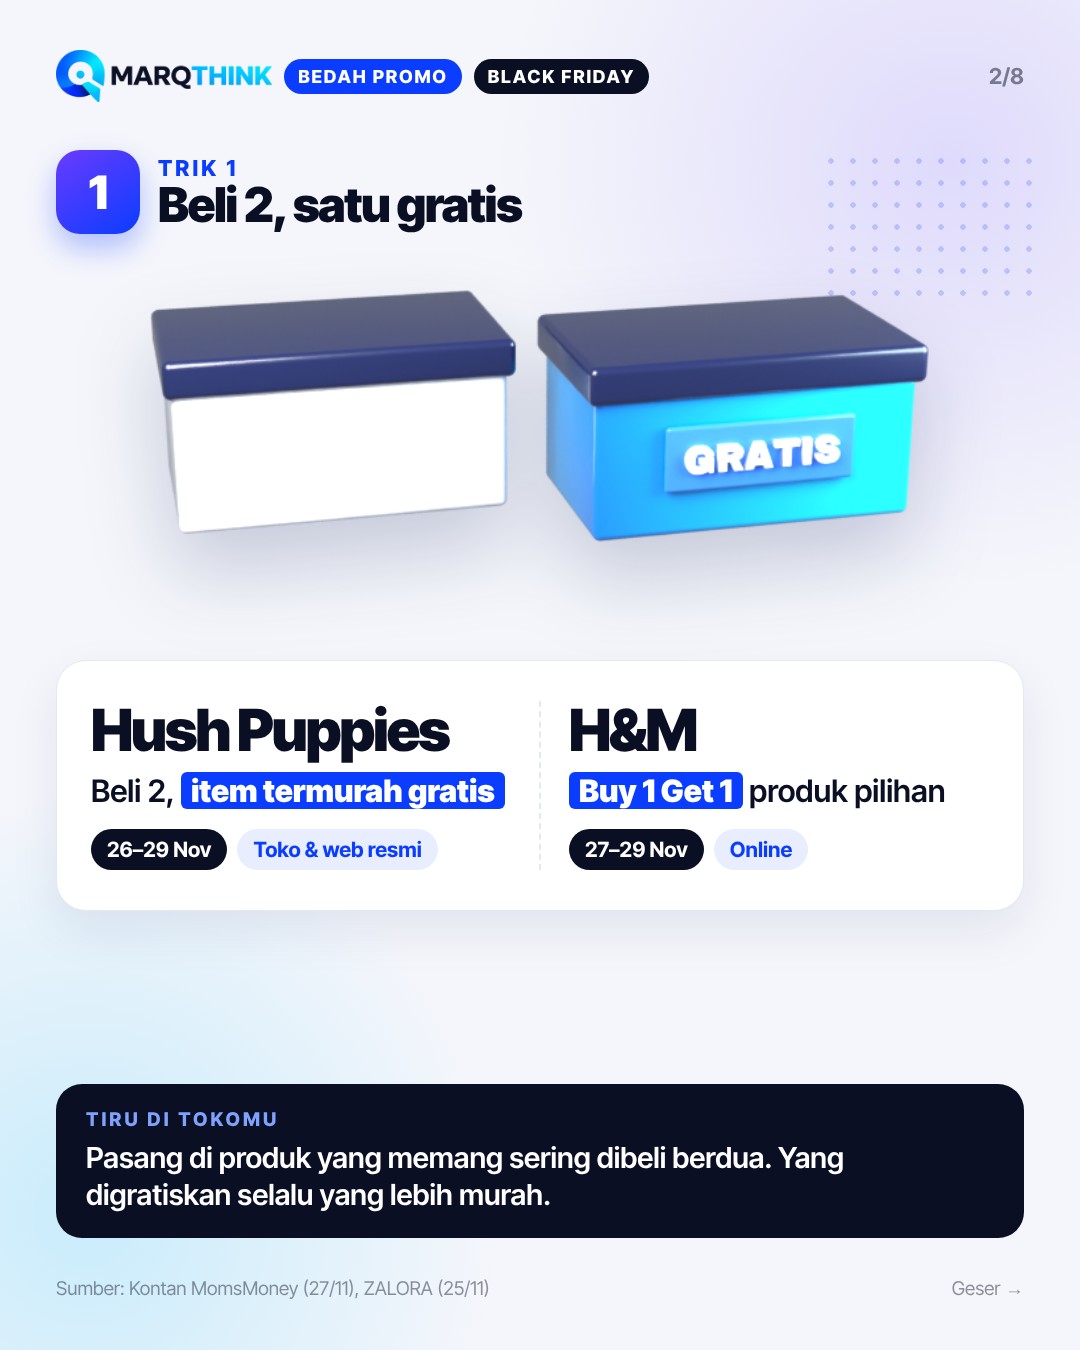 MARQTHINK BEDAH PROMO BLACK FRIDAY 2/8
1
TRIK 1
Beli 2, satu gratis
GRATIS
Hush Puppies
Beli 2, item termurah gratis
26–29 Nov Toko & web resmi
H&M
Buy 1 Get 1 produk pilihan
27–29 Nov Online
TIRU DI TOKOMU
Pasang di produk yang memang sering dibeli berdua. Yang
digratiskan selalu yang lebih murah.
Sumber: Kontan MomsMoney (27/11), ZALORA (25/11)
Geser →